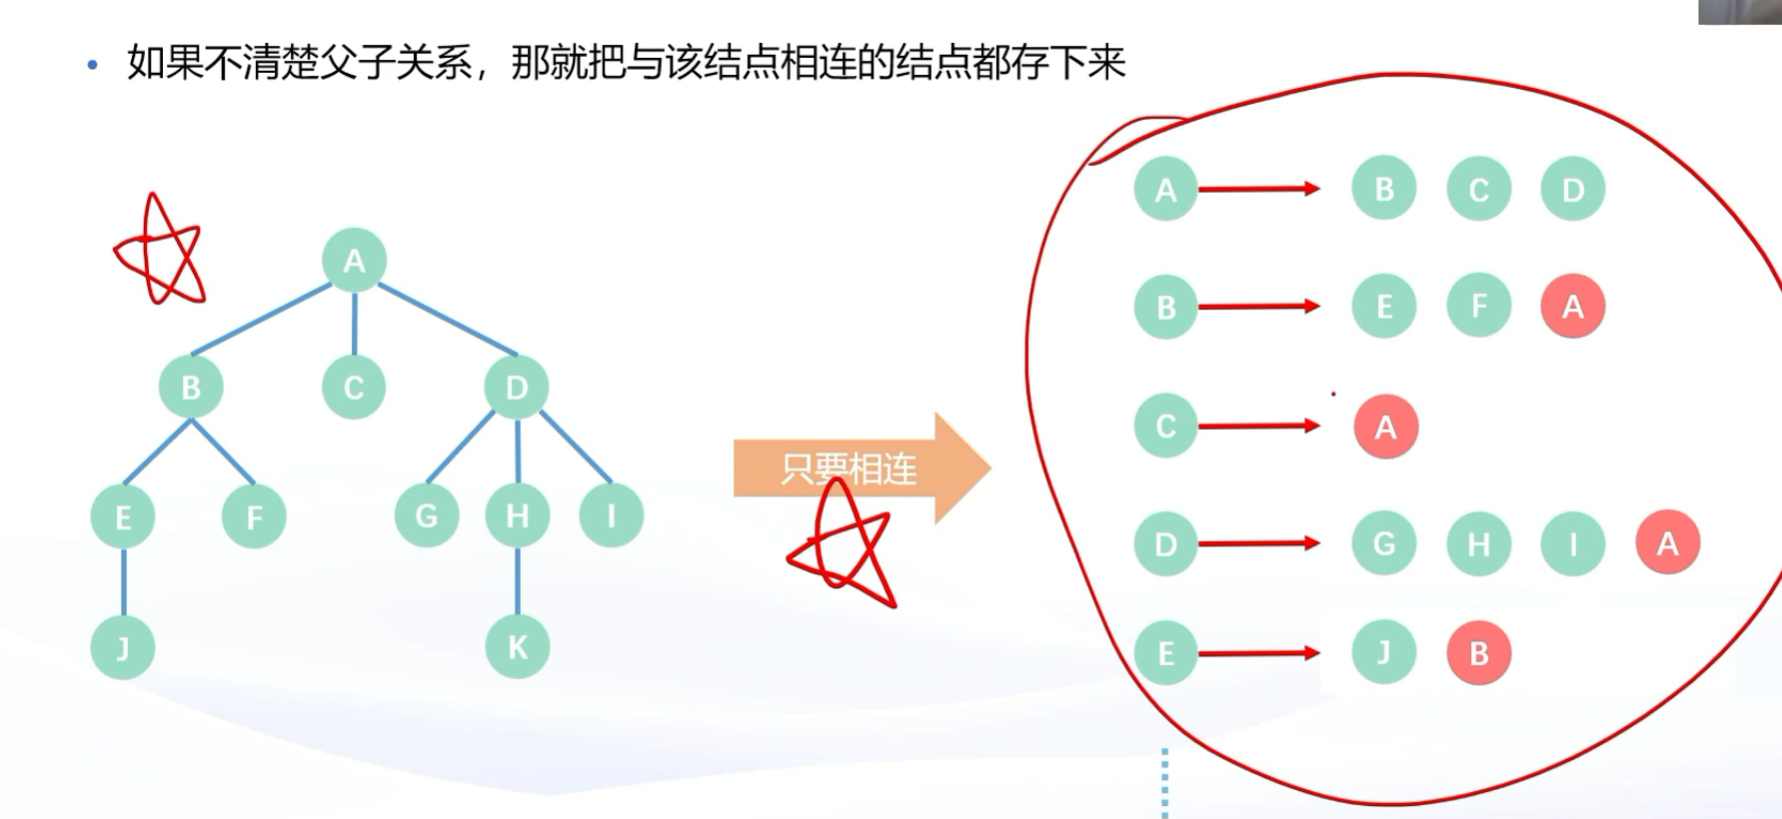 • 如果不清楚父子关系，那就把与该结点相连的结点都存下来
A
B C D
E F G H I
J K
只要相连
A B C D
B E F A
C A
D G H I A
E J B